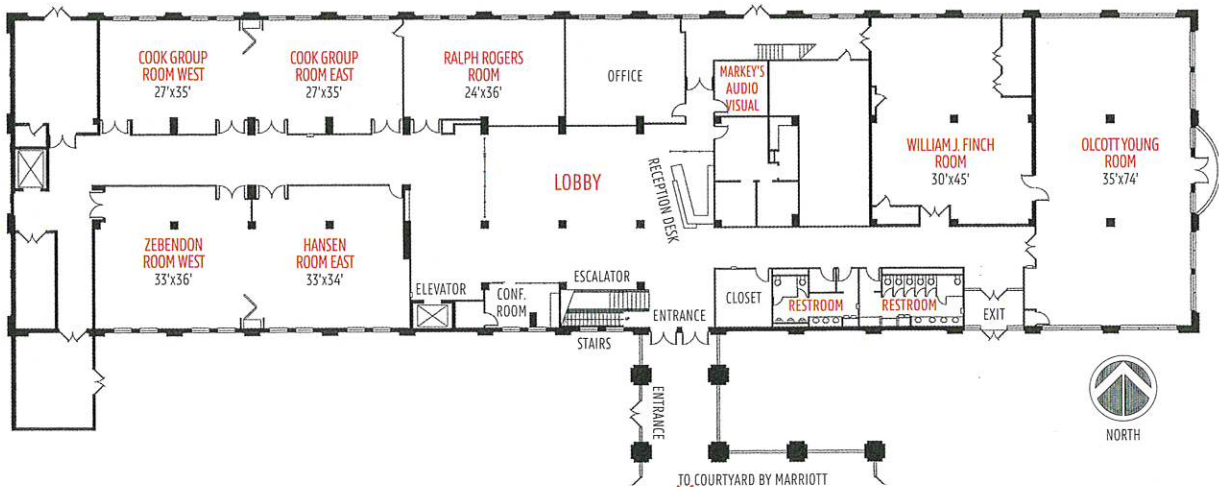 COOK GROUP
ROOM WEST
27'x35'
COOK GROUP
ROOM EAST
27'x35'
RALPH ROGERS
ROOM
24'x36'
OFFICE
MARKEY'S
AUDIO
VISUAL
WILLIAM J. FINCH
ROOM
30'x45'
OLCOTT YOUNG
ROOM
35'x74'
LOBBY
RECEPTION DESK
ZEBENDON
ROOM WEST
33'x36'
HANSEN
ROOM EAST
33'x34'
ELEVATOR
CONF.
ROOM
ESCALATOR
STAIRS
ENTRANCE
CLOSET
RESTROOM
RESTROOM
EXIT
ENTRANCE
NORTH
TO COURTYARD BY MARRIOTT